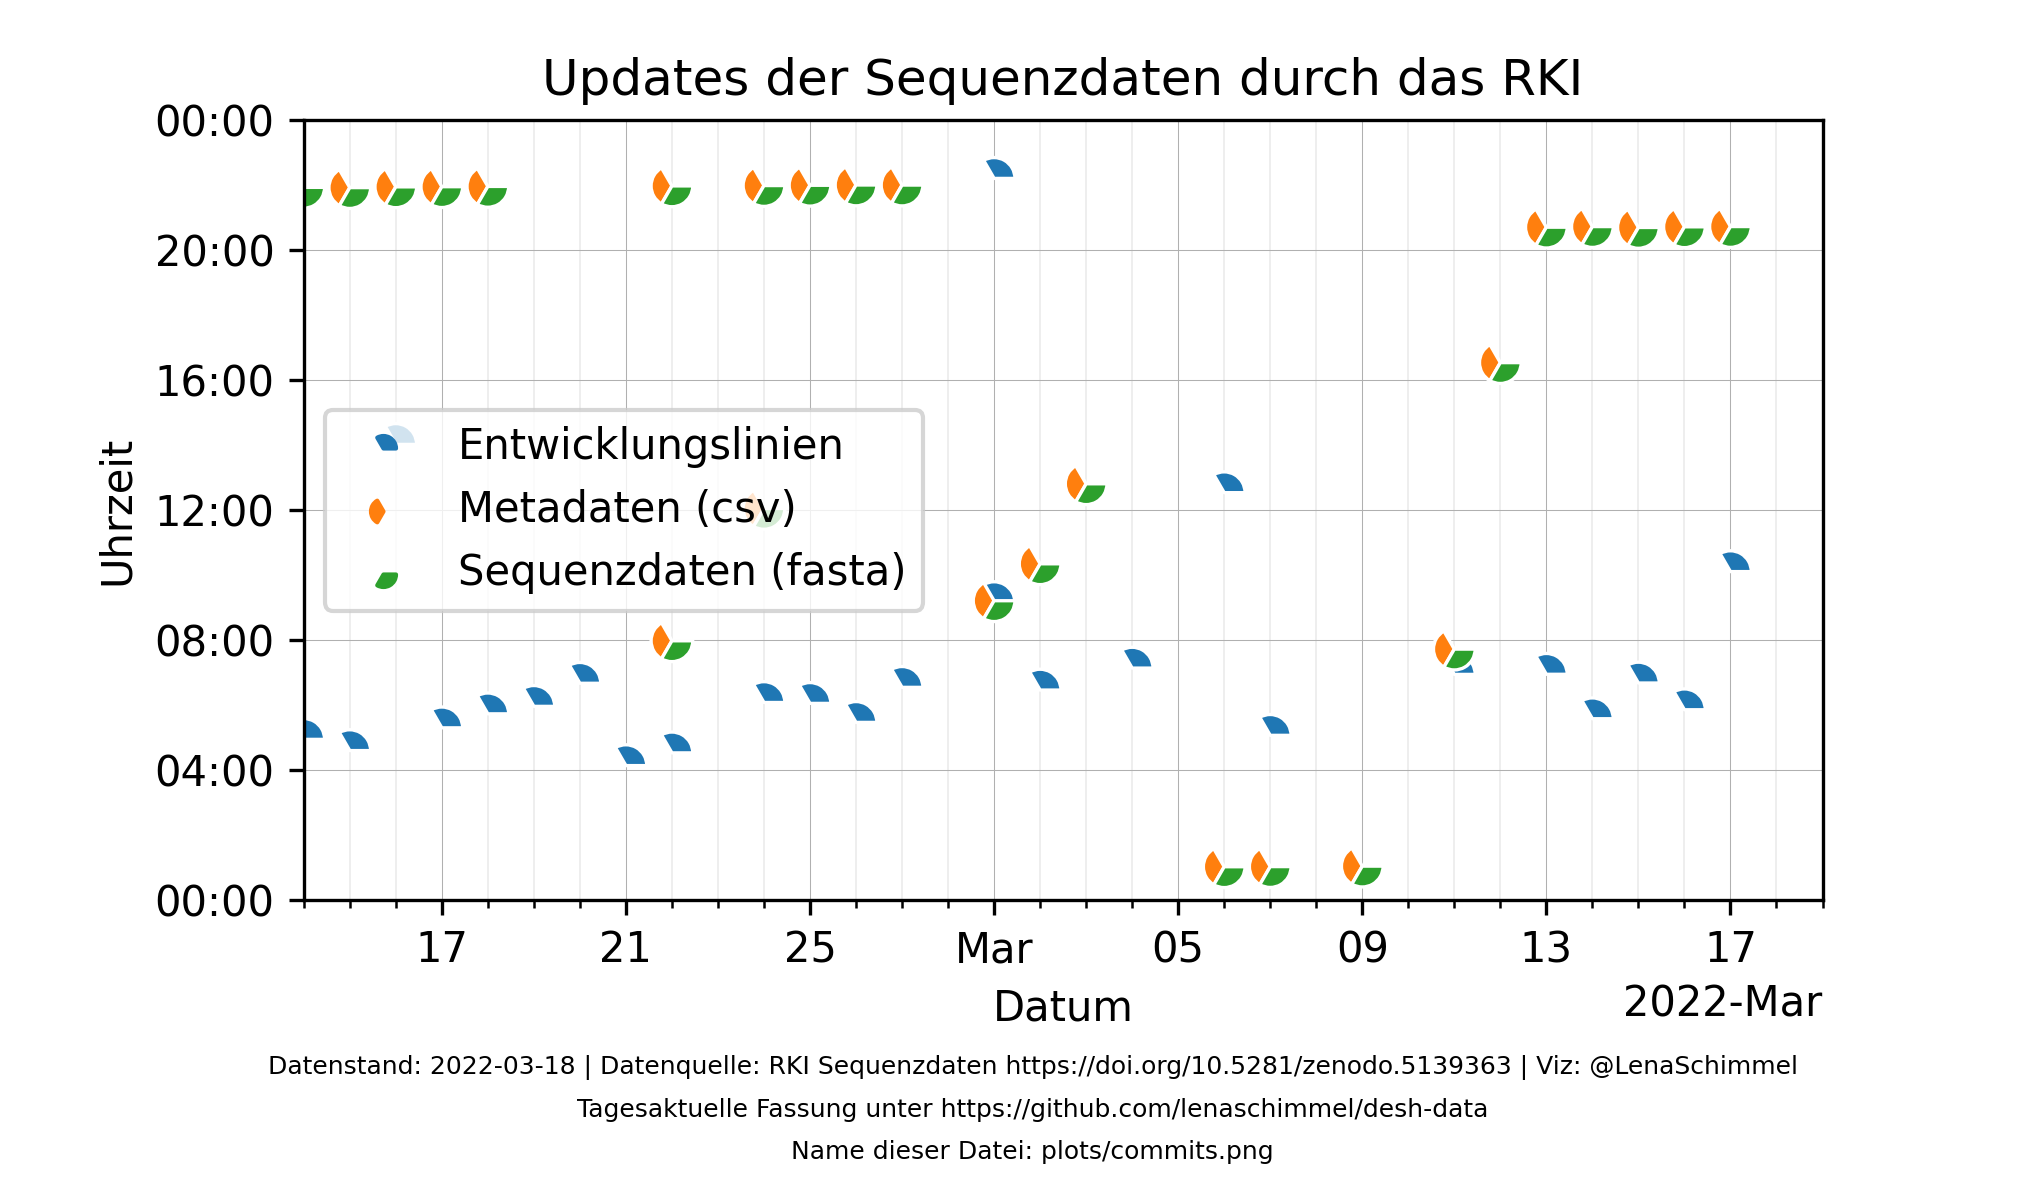 Updates der Sequenzdaten durch das RKI
00:00
20:00
16:00
12:00
08:00
04:00
00:00
Uhrzeit
Entwicklungslinien
Metadaten (csv)
Sequenzdaten (fasta)
17 21 25 Mar 05 09 13 17
Datum
2022-Mar
Datenstand: 2022-03-18 | Datenquelle: RKI Sequenzdaten https://doi.org/10.5281/zenodo.5139363 | Viz: @LenaSchimmel
Tagesaktuelle Fassung unter https://github.com/lenaschimmel/desh-data
Name dieser Datei: plots/commits.png